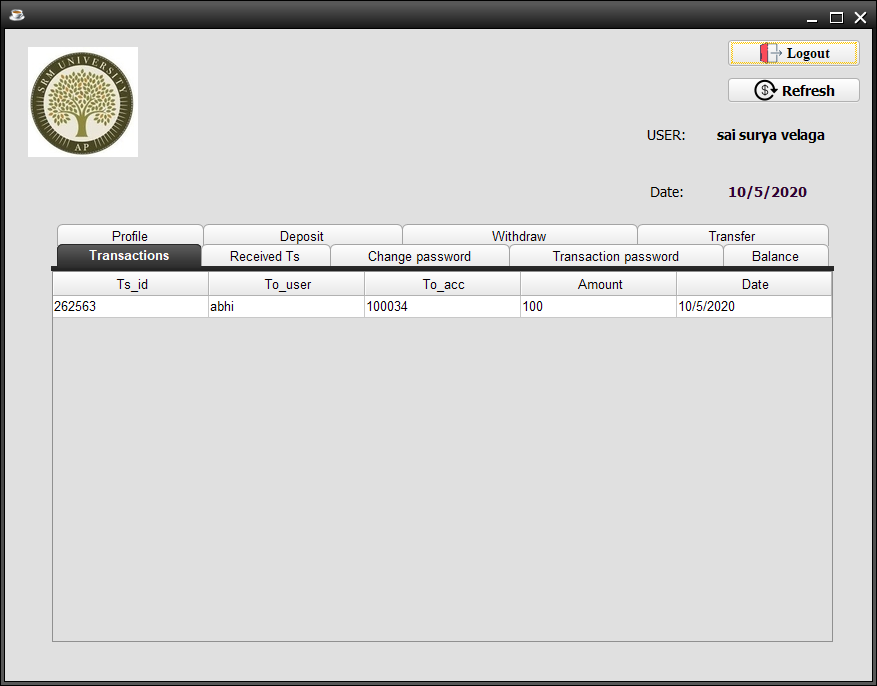 SRM UNIVERSITY
AP
Logout
Refresh
USER: sai surya velaga
Date: 10/5/2020
Profile Deposit Withdraw Transfer
Transactions Received Ts Change password Transaction password Balance
Ts_id To_user To_acc Amount Date
262563 abhi 100034 100 10/5/2020